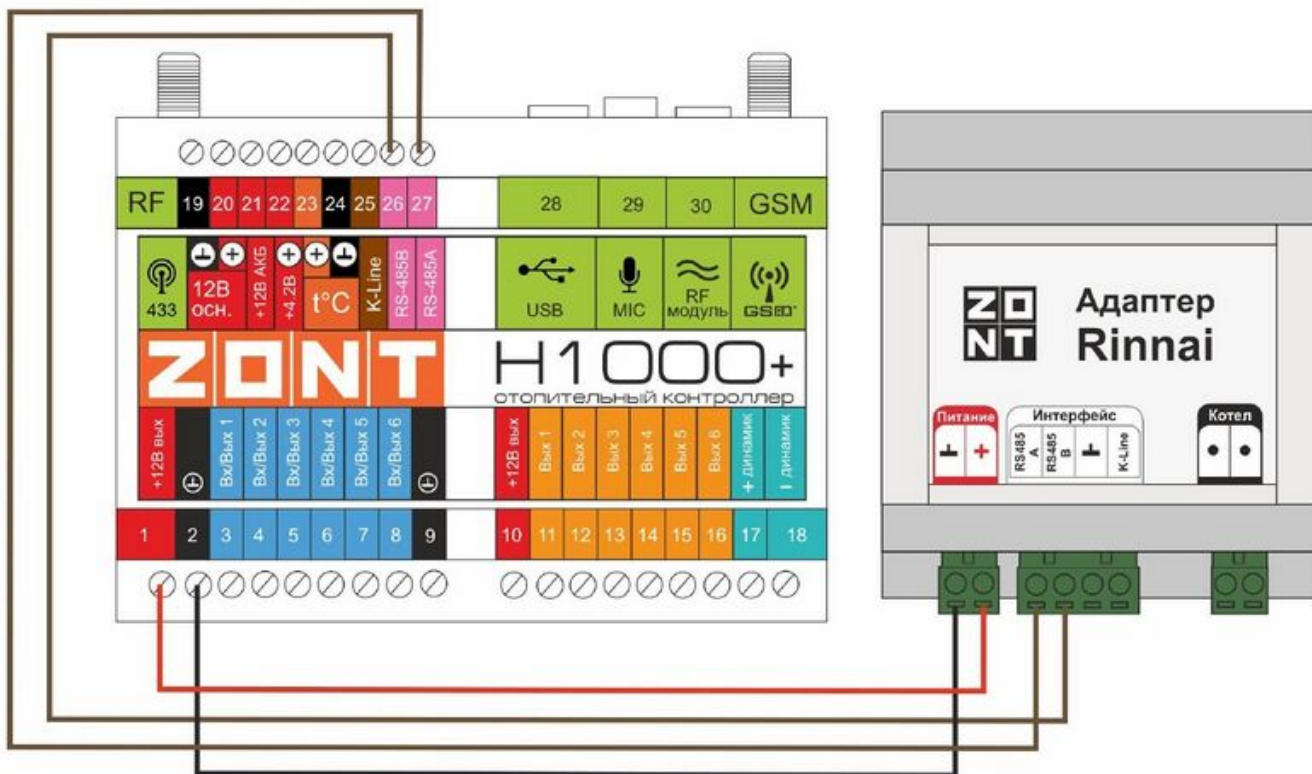 RF 19 20 21 22 23 24 25 26 27 28 29 30 GSM
433
12В
осн.
+12В АКБ
+4.2В
t°C
K-Line
RS-485B
RS-485A
USB
MIC
RF
модуль
ZONT
H1000+
отопительный контроллер
+12В вых
Вх/Вых 1
Вх/Вых 2
Вх/Вых 3
Вх/Вых 4
Вх/Вых 5
Вх/Вых 6
+12В вых
Вых 1
Вых 2
Вых 3
Вых 4
Вых 5
Вых 6
+ динамик
– динамик
1 2 3 4 5 6 7 8 9 10 11 12 13 14 15 16 17 18
ZO
NT
Адаптер
Rinnai
Питание
+
Интерфейс
RS485
A
RS485
B
K-Line
Котел